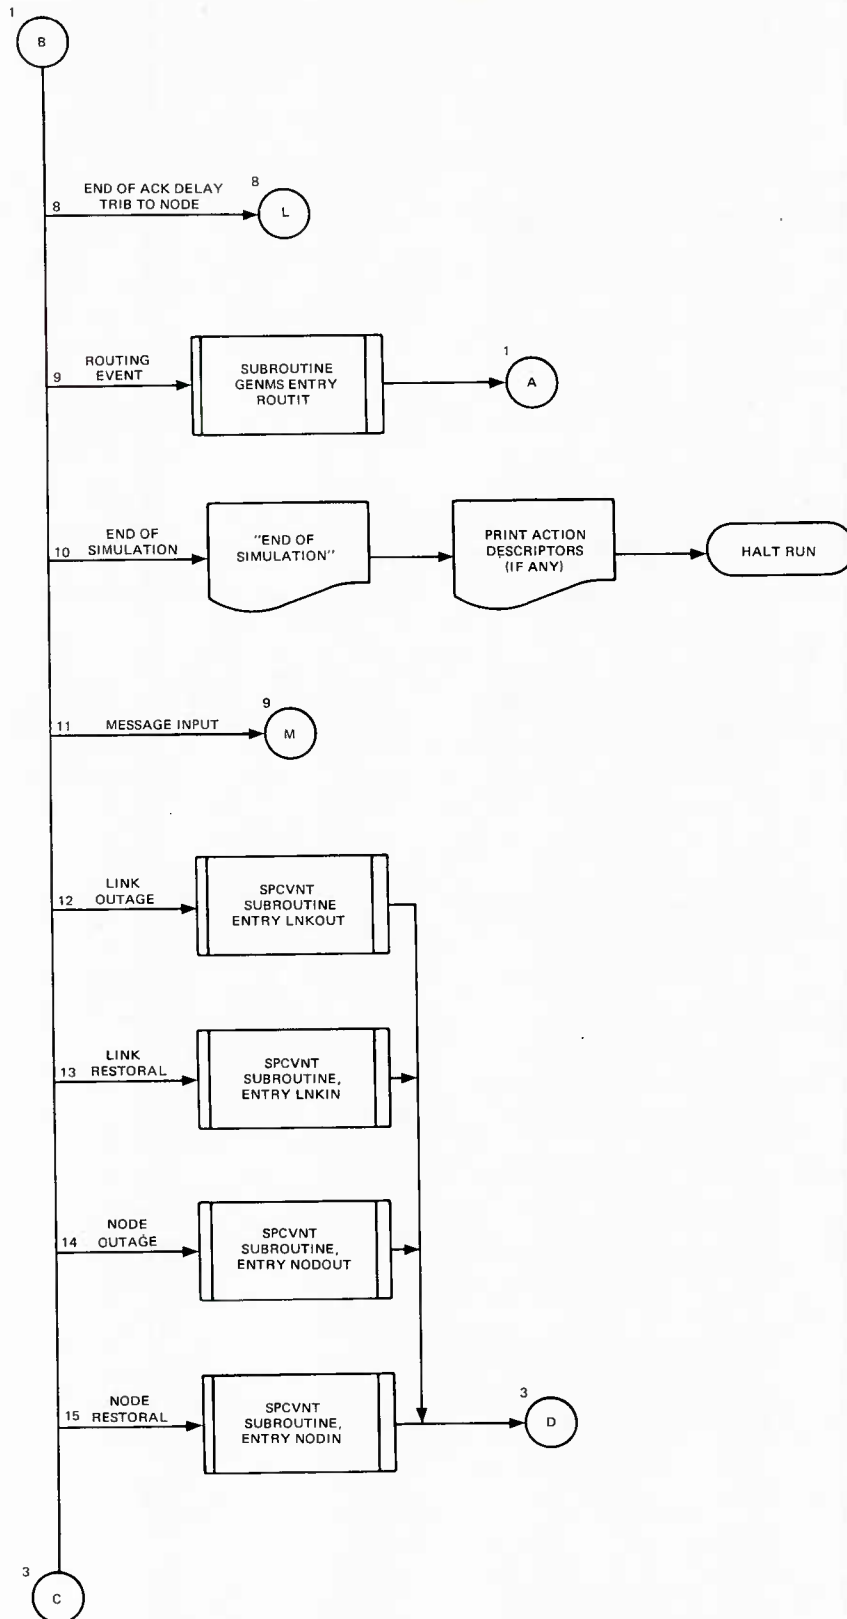 1
B
END OF ACK DELAY
TRIB TO NODE
8
8
L
ROUTING
EVENT
9
SUBROUTINE
GENMS ENTRY
ROUTIT
1
A
END OF
SIMULATION
10
"END OF
SIMULATION"
PRINT ACTION
DESCRIPTORS
(IF ANY)
HALT RUN
11 MESSAGE INPUT
9
M
LINK
OUTAGE
12
SPCVNT
SUBROUTINE
ENTRY LNKOUT
LINK
13 RESTORAL
SPCVNT
SUBROUTINE,
ENTRY LNKIN
NODE
14 OUTAGE
SPCVNT
SUBROUTINE,
ENTRY NODOUT
NODE
15 RESTORAL
SPCVNT
SUBROUTINE,
ENTRY NODIN
3
D
3
C